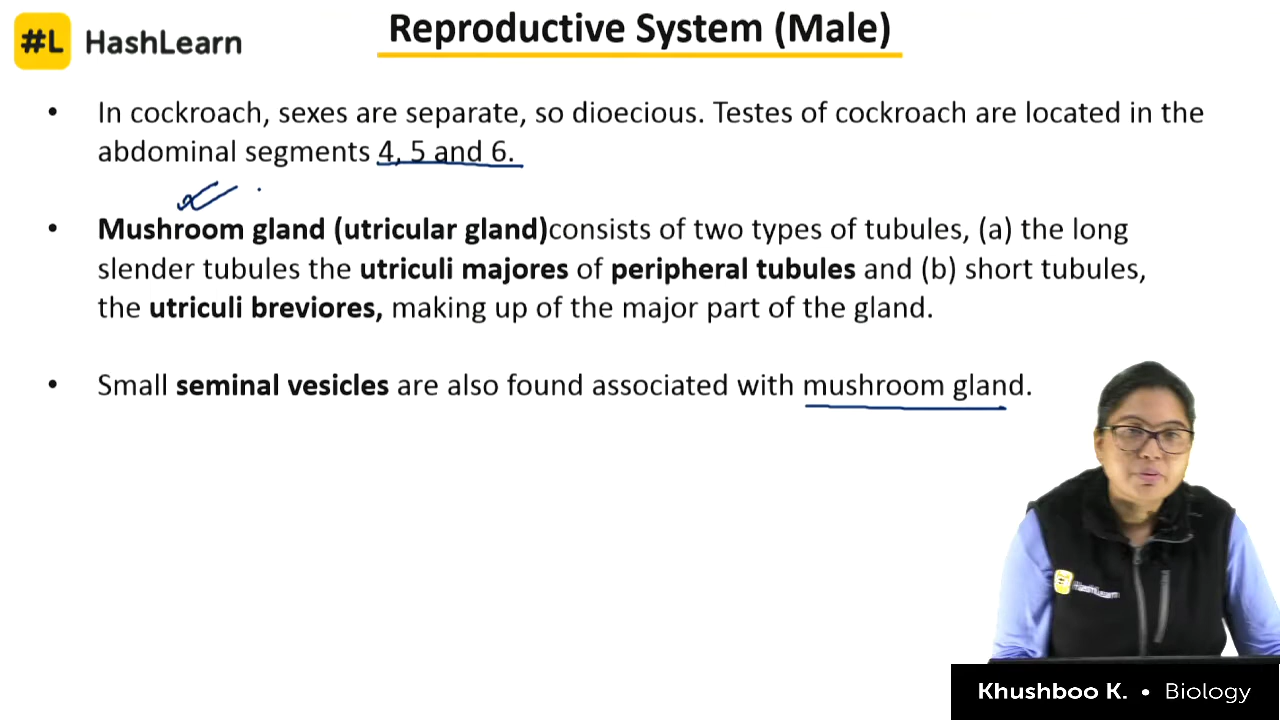 #L HashLearn
Reproductive System (Male)
• In cockroach, sexes are separate, so dioecious. Testes of cockroach are located in the
abdominal segments 4, 5 and 6.
• Mushroom gland (utricular gland)consists of two types of tubules, (a) the long
slender tubules the utriculi majores of peripheral tubules and (b) short tubules,
the utriculi breviores, making up of the major part of the gland.
• Small seminal vesicles are also found associated with mushroom gland.
HashLearn
Khushboo K. • Biology